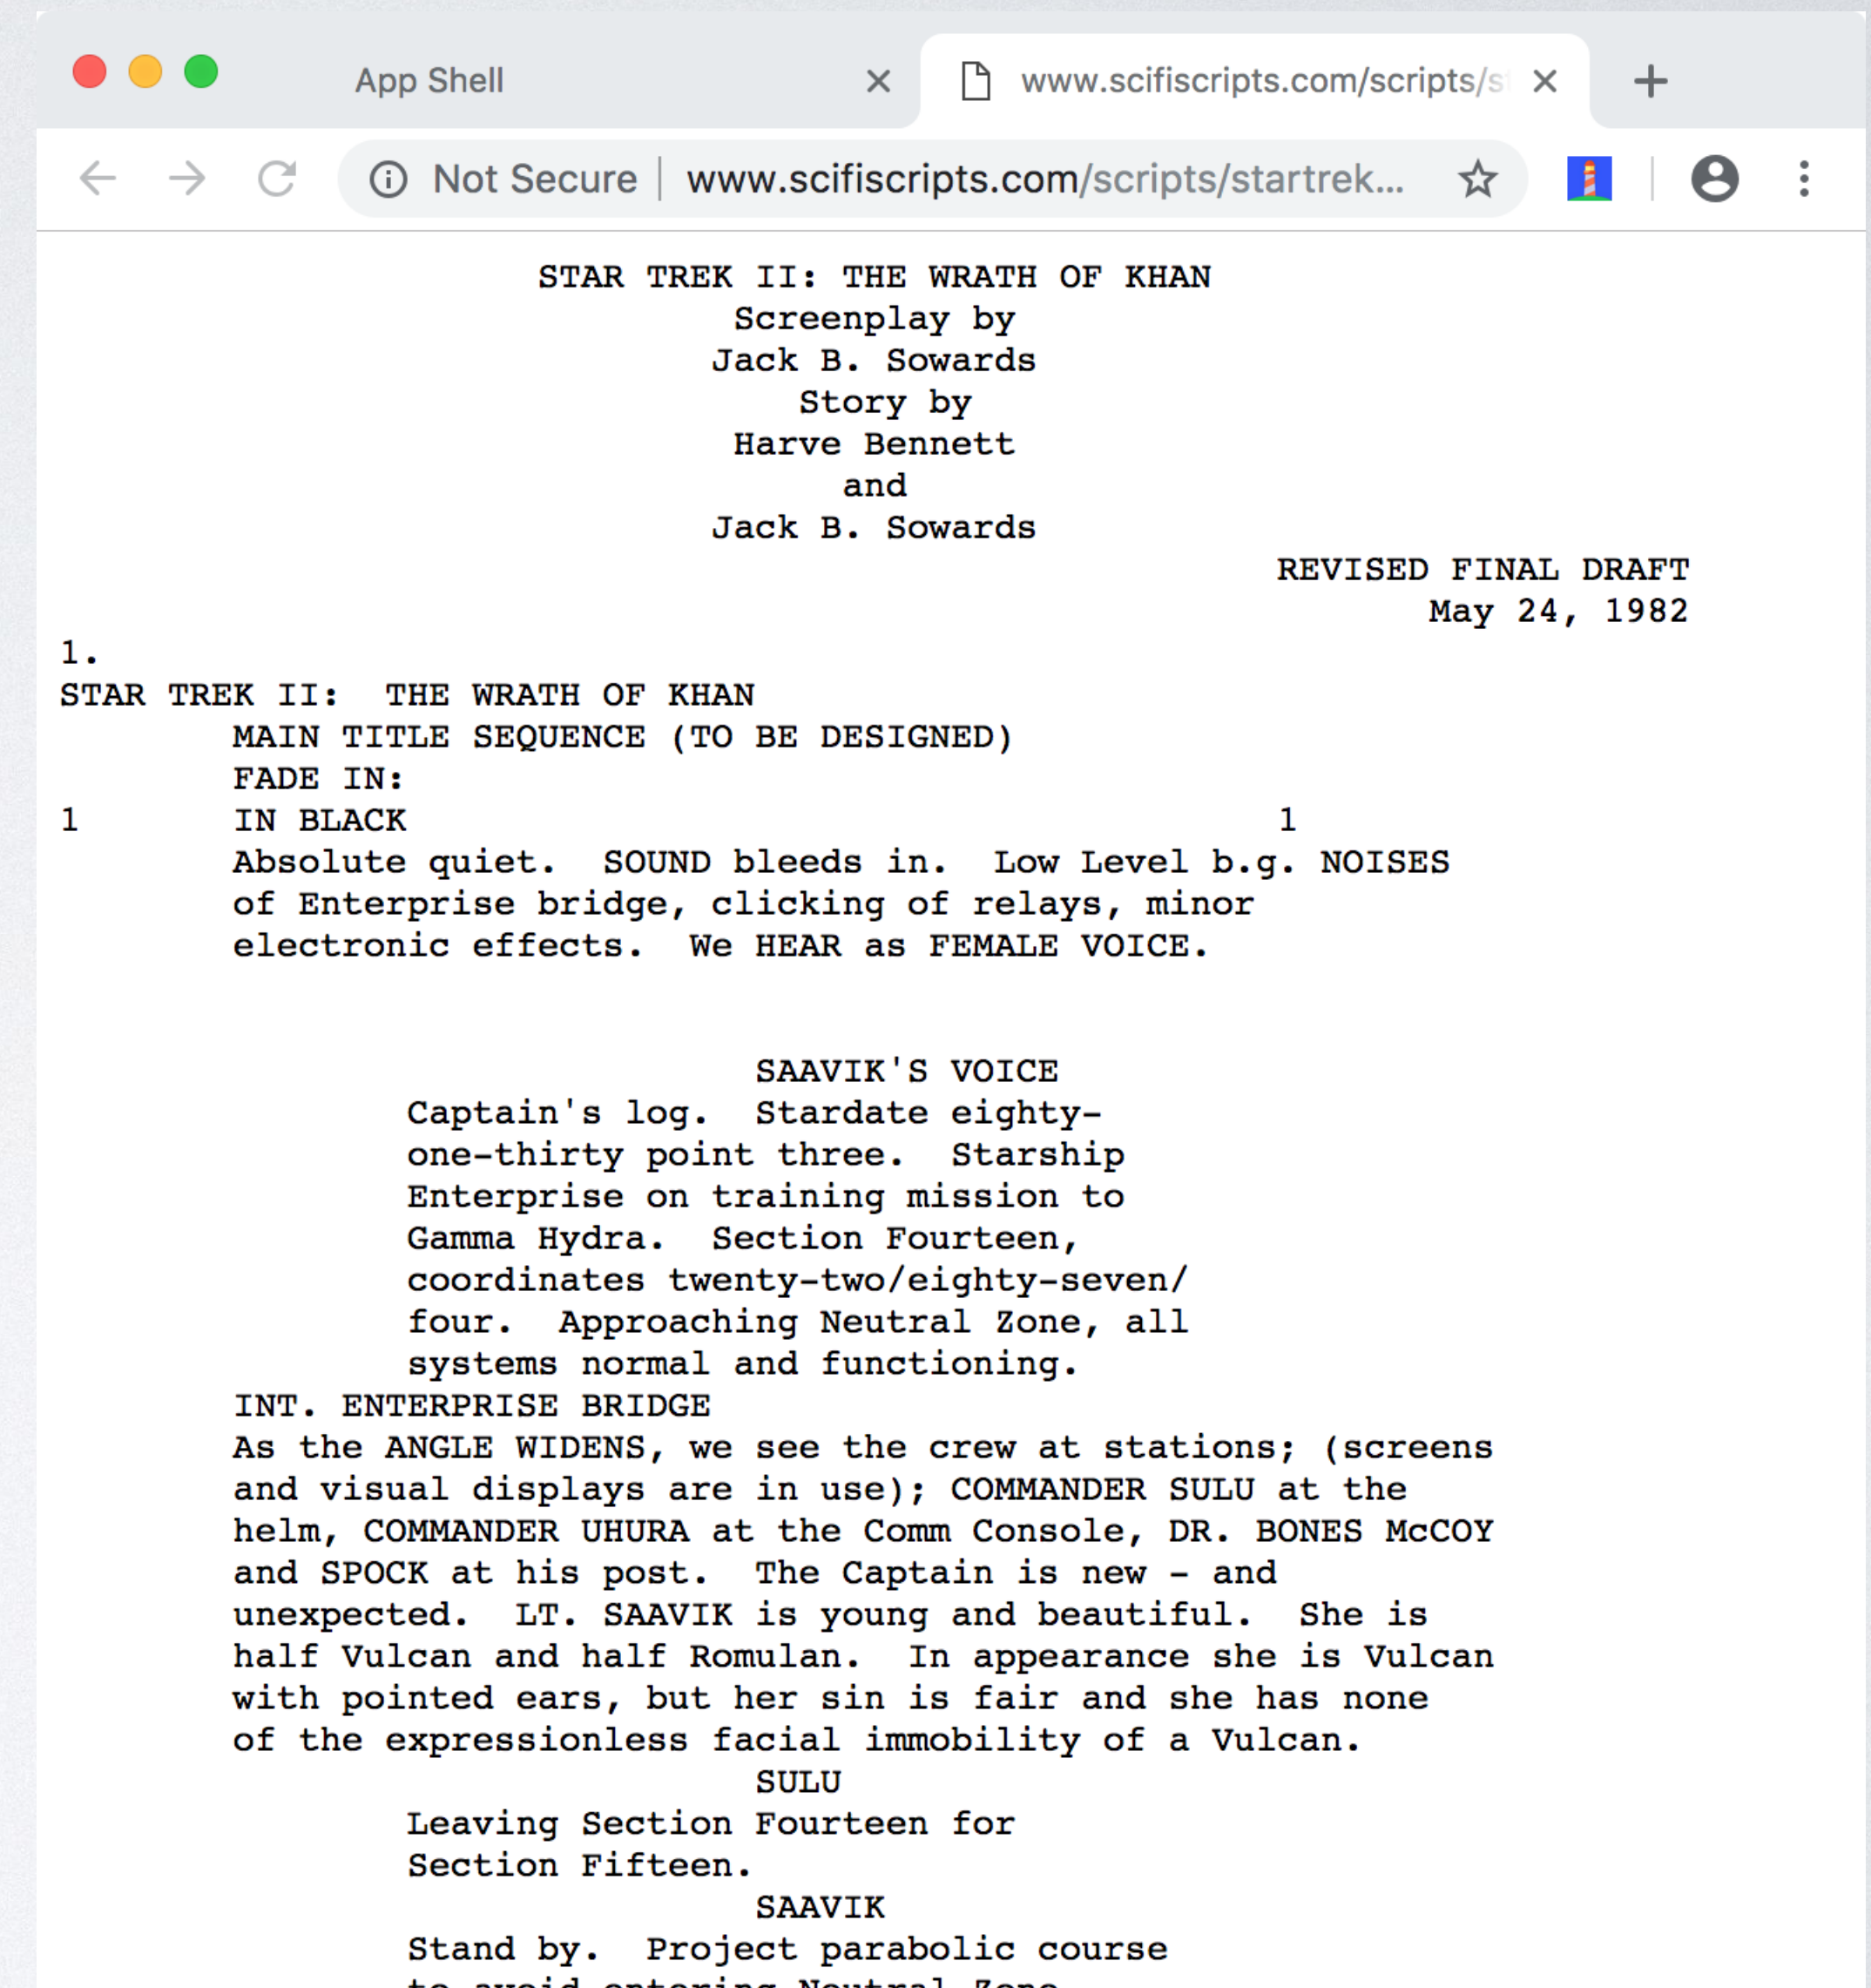 App Shell
www.scifiscripts.com/scripts/s
Not Secure | www.scifiscripts.com/scripts/startrek...
STAR TREK II: THE WRATH OF KHAN
Screenplay by
Jack B. Sowards
Story by
Harve Bennett
and
Jack B. Sowards
REVISED FINAL DRAFT
May 24, 1982
1.
STAR TREK II:  THE WRATH OF KHAN
MAIN TITLE SEQUENCE (TO BE DESIGNED)
FADE IN:
1 IN BLACK 1
Absolute quiet.  SOUND bleeds in.  Low Level b.g. NOISES
of Enterprise bridge, clicking of relays, minor
electronic effects.  We HEAR as FEMALE VOICE.
SAAVIK'S VOICE
Captain's log.  Stardate eighty-
one-thirty point three.  Starship
Enterprise on training mission to
Gamma Hydra.  Section Fourteen,
coordinates twenty-two/eighty-seven/
four.  Approaching Neutral Zone, all
systems normal and functioning.
INT. ENTERPRISE BRIDGE
As the ANGLE WIDENS, we see the crew at stations; (screens
and visual displays are in use); COMMANDER SULU at the
helm, COMMANDER UHURA at the Comm Console, DR. BONES McCOY
and SPOCK at his post.  The Captain is new - and
unexpected.  LT. SAAVIK is young and beautiful.  She is
half Vulcan and half Romulan.  In appearance she is Vulcan
with pointed ears, but her sin is fair and she has none
of the expressionless facial immobility of a Vulcan.
SULU
Leaving Section Fourteen for
Section Fifteen.
SAAVIK
Stand by.  Project parabolic course
to avoid entering Neutral Zone